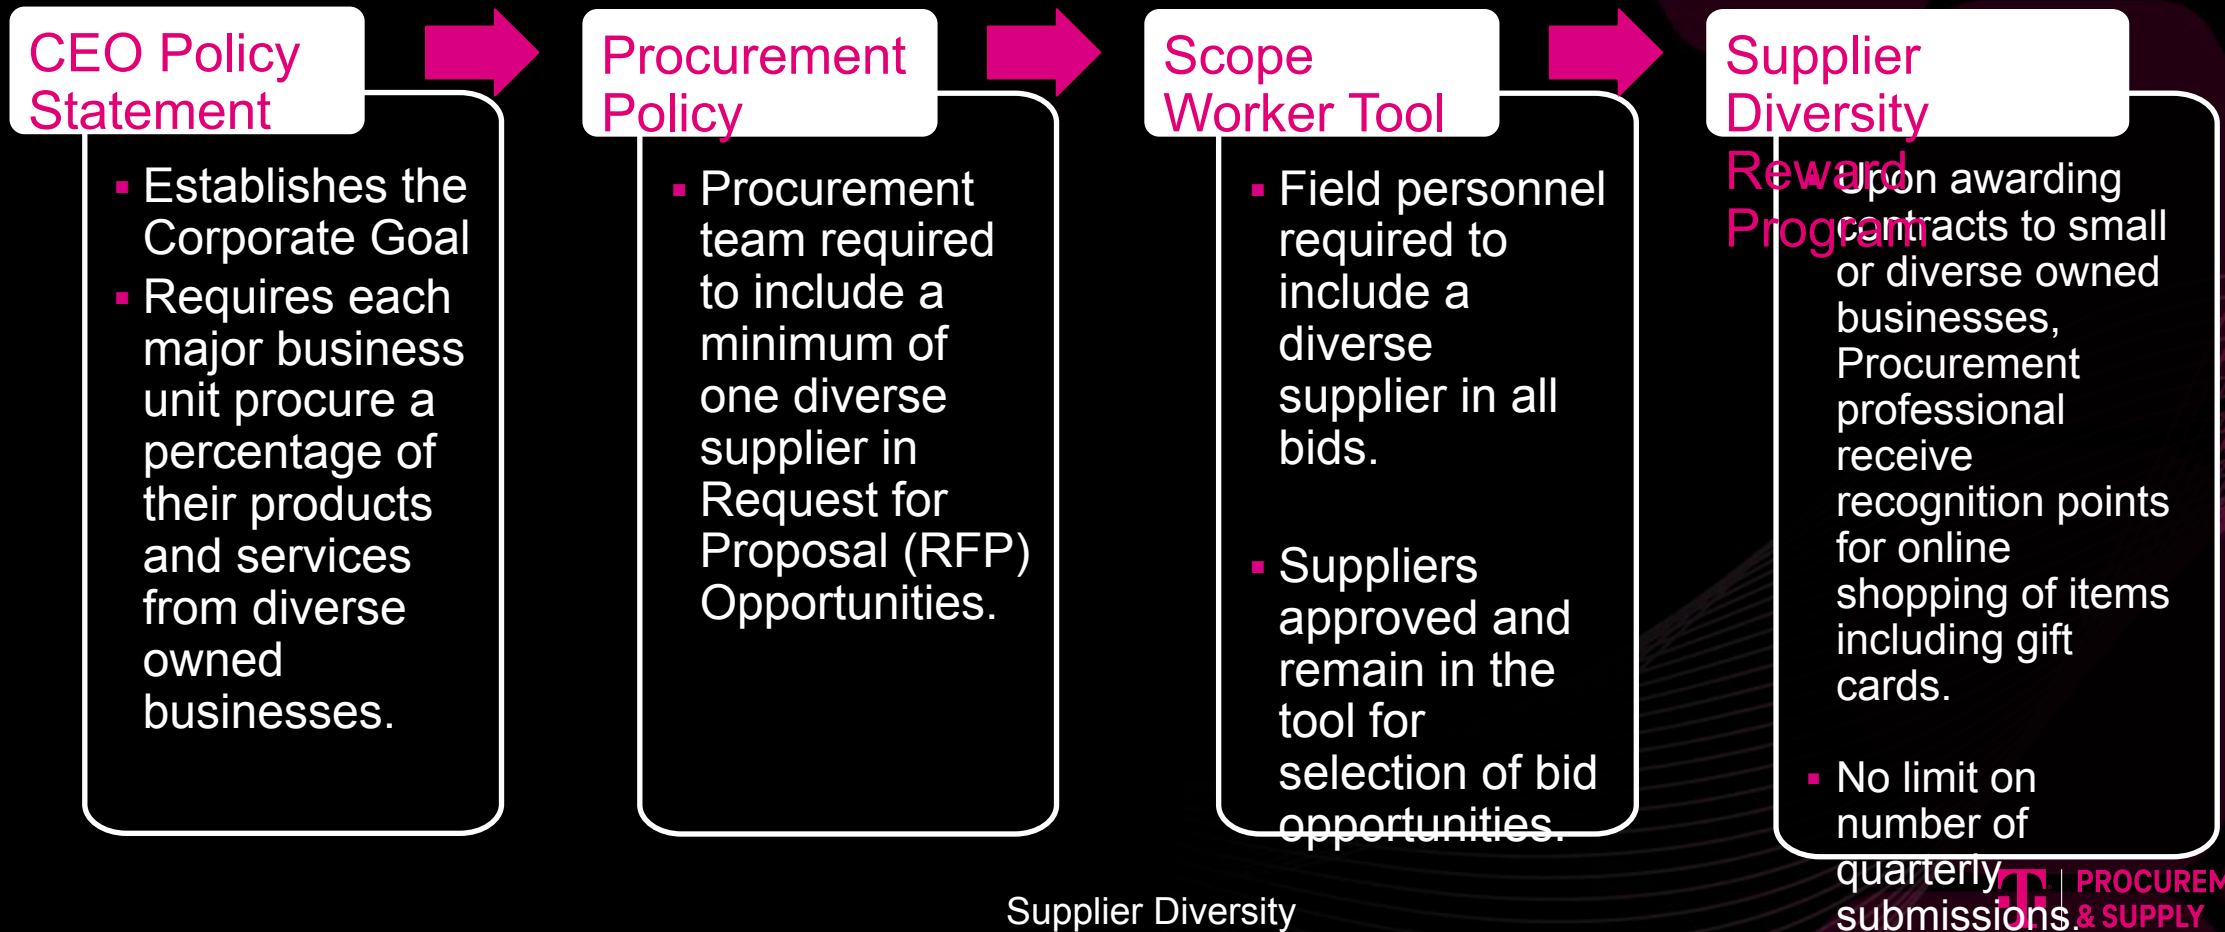 CEO Policy
Statement
▪ Establishes the
Corporate Goal
▪ Requires each
major business
unit procure a
percentage of
their products
and services
from diverse
owned
businesses.
Procurement
Policy
▪ Procurement
team required
to include a
minimum of
one diverse
supplier in
Request for
Proposal (RFP)
Opportunities.
Scope
Worker Tool
▪ Field personnel
required to
include a
diverse
supplier in all
bids.
▪ Suppliers
approved and
remain in the
tool for
selection of bid
opportunities.
Supplier
Diversity
Reward
Program
▪ Upon awarding
contracts to small
or diverse owned
businesses,
Procurement
professional
receive
recognition points
for online
shopping of items
including gift
cards.
▪ No limit on
number of
quarterly
submissions.
Supplier Diversity
T
PROCUREM
& SUPPLY